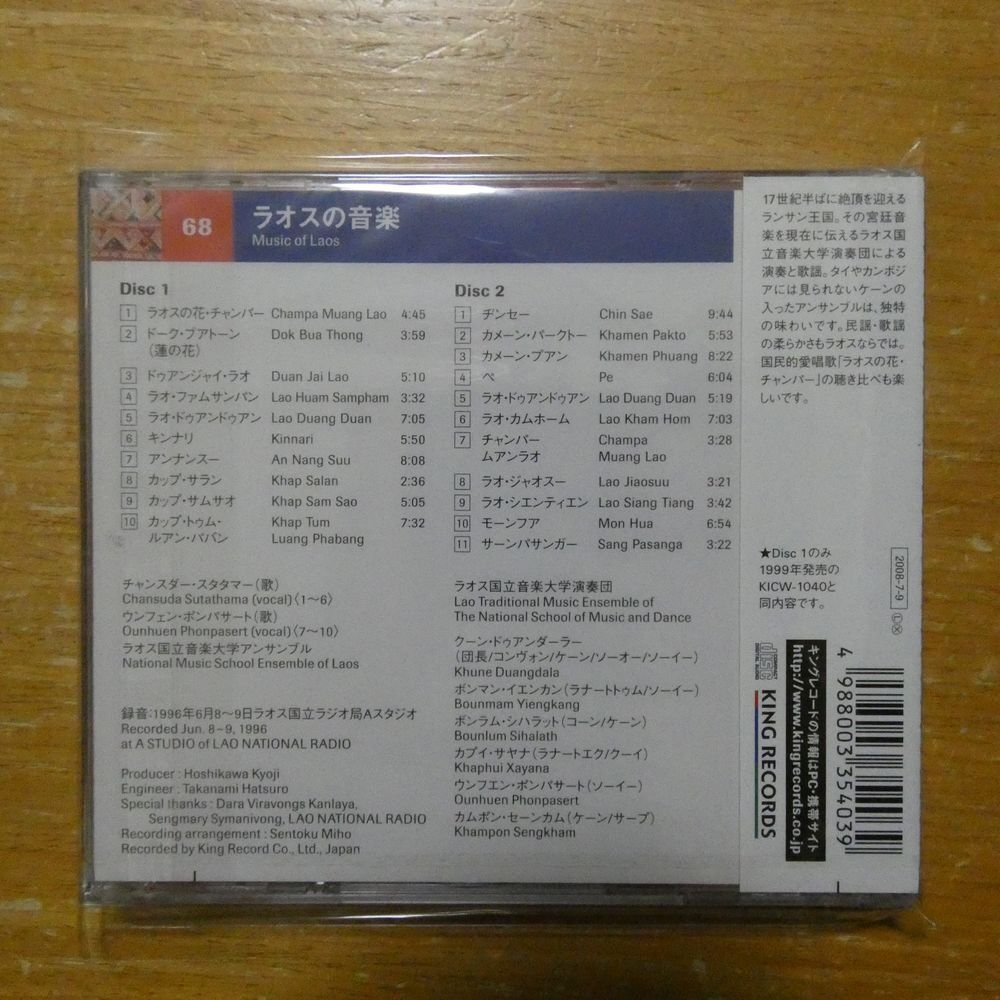 68
ラオスの音楽
Music of Laos
Disc 1
1 ラオスの花・チャンパー Champa Muang Lao 4:45
2 ドーク・ブアトーン Dok Bua Thong 3:59
(蓮の花)
3 ドゥアンジャイ・ラオ Duan Jai Lao 5:10
4 ラオ・ファムサンパン Lao Huam Sampham 3:32
5 ラオ・ドゥアンドゥアン Lao Duang Duan 7:05
6 キンナリ Kinnari 5:50
7 アンナンスー An Nang Suu 8:08
8 カップ・サラン Khap Salan 2:36
9 カップ・サムサオ Khap Sam Sao 5:05
10 カップ・トゥム・ Khap Tum 7:32
ルアン・パバン Luang Phabang
チャンスダー・スタタマー(歌)
Chansuda Sutathama (vocal)〈1〜6〉
ウンフェン・ポンパサート(歌)
Ounhuen Phonpasert (vocal)〈7〜10〉
ラオス国立音楽大学アンサンブル
National Music School Ensemble of Laos
録音:1996年6月8〜9日ラオス国立ラジオ局Aスタジオ
Recorded Jun. 8–9, 1996
at A STUDIO of LAO NATIONAL RADIO
Producer : Hoshikawa Kyoji
Engineer : Takanami Hatsuro
Special thanks : Dara Viravongs Kanlaya,
Sengmary Symanivong, LAO NATIONAL RADIO
Recording arrangement : Sentoku Miho
Recorded by King Record Co., Ltd., Japan
Disc 2
1 ヂンセー Chin Sae 9:44
2 カメーン・パークトー Khamen Pakto 5:53
3 カメーン・プアン Khamen Phuang 8:22
4 ペ Pe 6:04
5 ラオ・ドゥアンドゥアン Lao Duang Duan 5:19
6 ラオ・カムホーム Lao Kham Hom 7:03
7 チャンパー Champa 3:28
ムアンラオ Muang Lao
8 ラオ・ジャオスー Lao Jiaosuu 3:21
9 ラオ・シエンティエン Lao Siang Tiang 3:42
10 モーンフア Mon Hua 6:54
11 サーンパサンガー Sang Pasanga 3:22
ラオス国立音楽大学演奏団
Lao Traditional Music Ensemble of
The National School of Music and Dance
クーン・ドゥアンダーラー
(団長/コンヴォン/ケーン/ソーオー/ソーイー)
Khune Duangdala
ボンマン・イエンカン(ラナートトゥム/ソーイー)
Bounmam Yiengkang
ボンラム・シハラット(コーン/ケーン)
Bounlum Sihalath
カプイ・サヤナ(ラナートエク/クーイ)
Khaphui Xayana
ウンフエン・ポンパサート(ソーイー)
Ounhuen Phonpasert
カムポン・セーンカム(ケーン/サープ)
Khampon Sengkham
17世紀半ばに絶頂を迎える
ランサン王国。その宮廷音
楽を現在に伝えるラオス国
立音楽大学演奏団による
演奏と歌謡。タイやカンボジ
アには見られないケーンの
入ったアンサンブルは、独特
の味わいです。民謡・歌謡
の柔らかさもラオスならでは。
国民的愛唱歌「ラオスの花・
チャンパー」の聴き比べも楽
しいです。
★Disc 1のみ
1999年発売の
KICW-1040と
同内容です。
2008-7-9
Ⓛ Ⓧ
COMPACT
disc
DIGITAL AUDIO
KING RECORDS
キングレコードの情報はPC・携帯サイト
http://www.kingrecords.co.jp
4 988003 354039